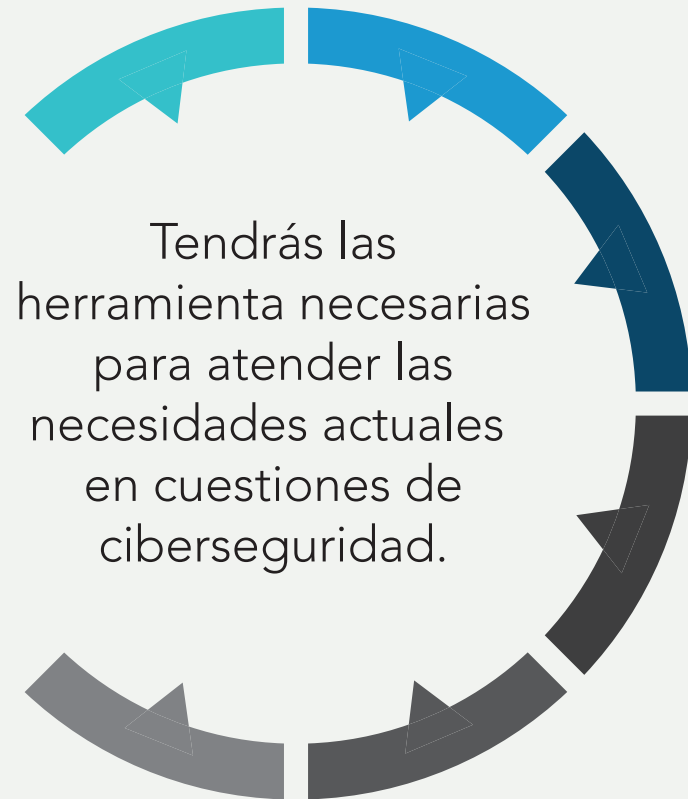 Tendrás las
herramienta necesarias
para atender las
necesidades actuales
en cuestiones de
ciberseguridad.